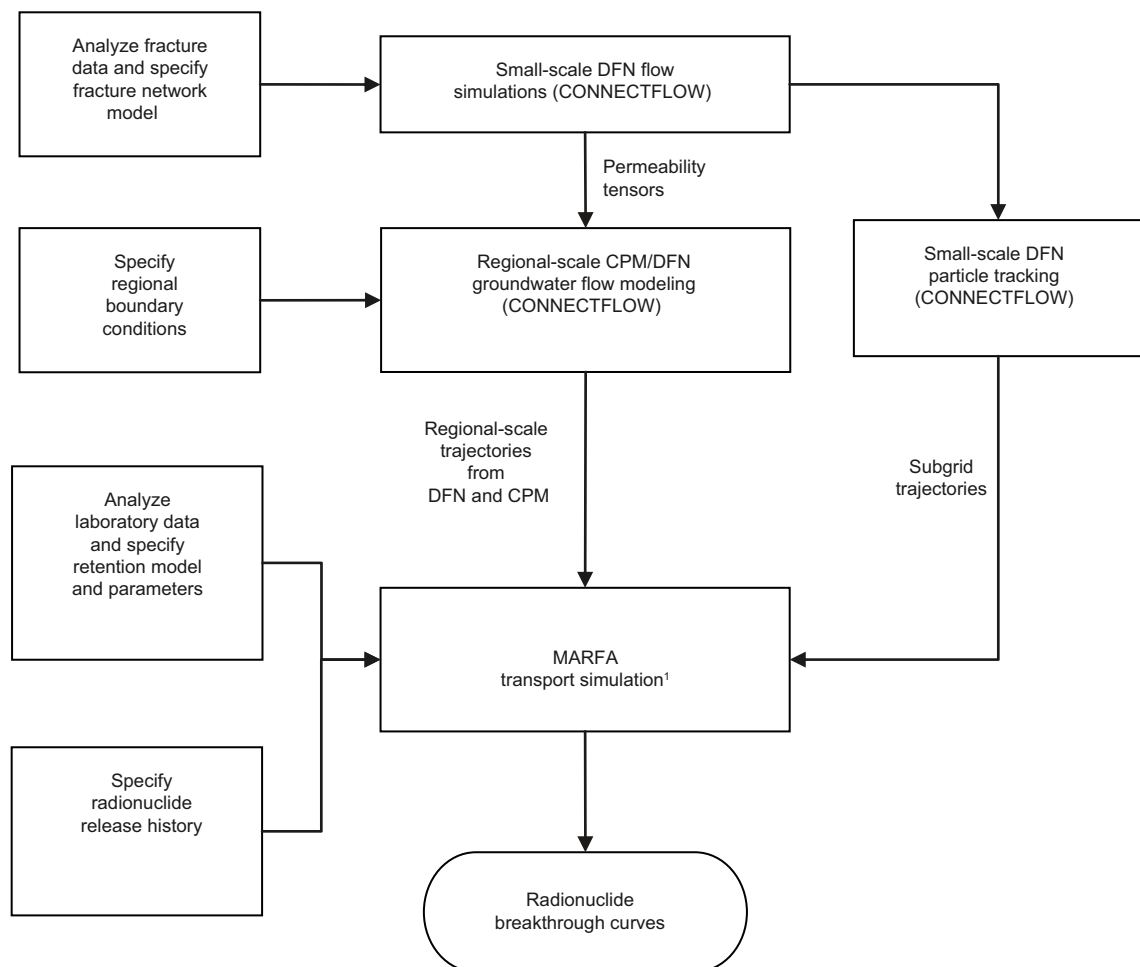 Analyze fracture
data and specify
fracture network
model
Small-scale DFN flow
simulations (CONNECTFLOW)
Permeability
tensors
Specify
regional
boundary
conditions
Regional-scale CPM/DFN
groundwater flow modeling
(CONNECTFLOW)
Small-scale DFN
particle tracking
(CONNECTFLOW)
Regional-scale
trajectories
from
DFN and CPM
Subgrid
trajectories
Analyze
laboratory data
and specify
retention model
and parameters
MARFA
transport simulation¹
Specify
radionuclide
release history
Radionuclide
breakthrough curves